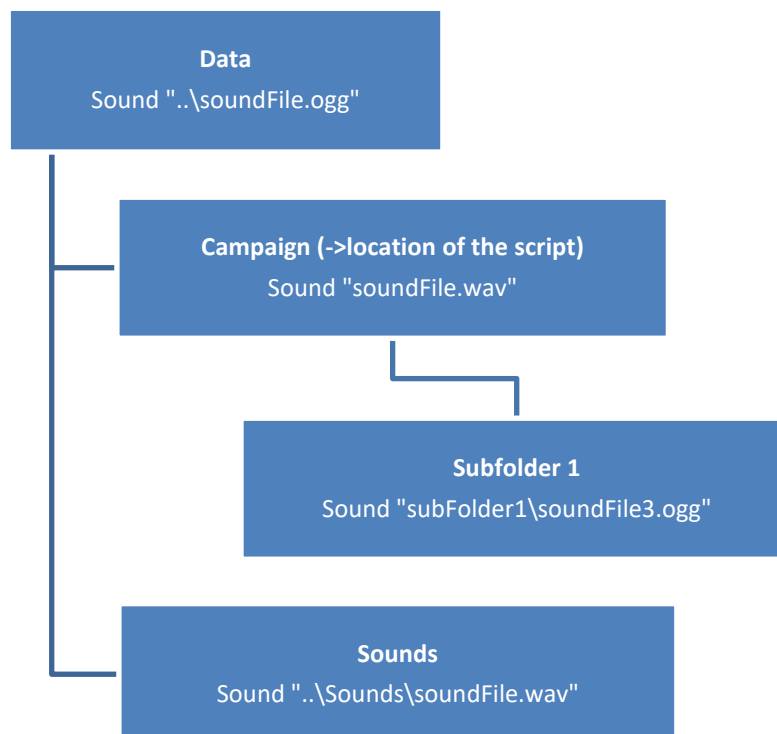 Data
Sound "..\soundFile.ogg"
Campaign (->location of the script)
Sound "soundFile.wav"
Subfolder 1
Sound "subFolder1\soundFile3.ogg"
Sounds
Sound "..\Sounds\soundFile.wav"